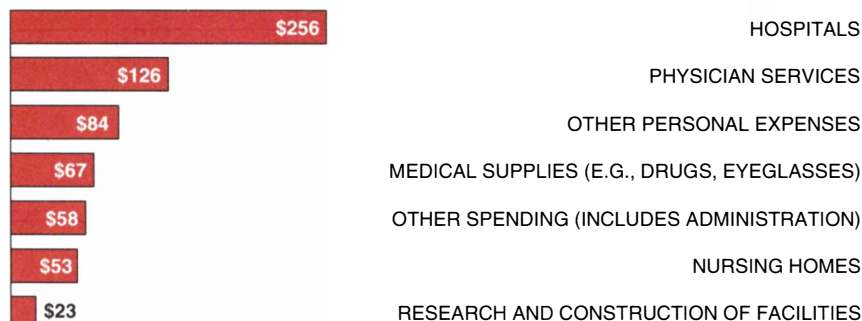 $256 HOSPITALS
$126 PHYSICIAN SERVICES
$84 OTHER PERSONAL EXPENSES
$67 MEDICAL SUPPLIES (E.G., DRUGS, EYEGLASSES)
$58 OTHER SPENDING (INCLUDES ADMINISTRATION)
$53 NURSING HOMES
$23 RESEARCH AND CONSTRUCTION OF FACILITIES